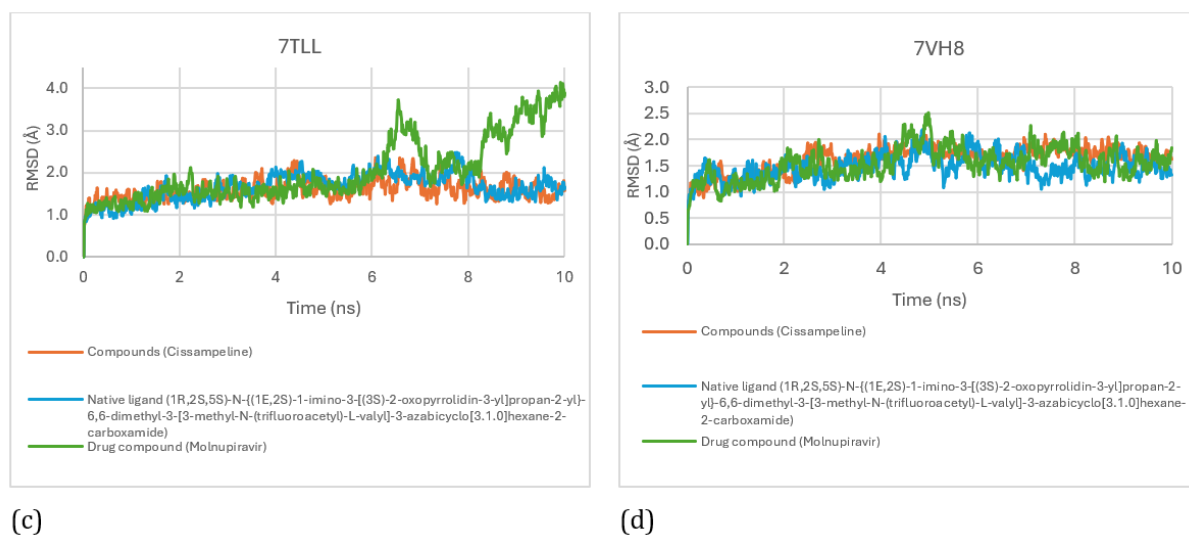 7TLL
4.0
3.0
2.0
1.0
0.0
RMSD (Å)
0 2 4 6 8 10
Time (ns)
Compounds (Cissampeline)
Native ligand (1R,2S,5S)-N-{(1E,2S)-1-imino-3-[(3S)-2-oxopyrrolidin-3-yl]propan-2-yl}-
6,6-dimethyl-3-[3-methyl-N-(trifluoroacetyl)-L-valyl]-3-azabicyclo[3.1.0]hexane-2-
carboxamide)
Drug compound (Molnupiravir)
(c)
7VH8
3.0
2.5
2.0
1.5
1.0
0.5
0.0
RMSD (Å)
0 2 4 6 8 10
Time (ns)
Compounds (Cissampeline)
Native ligand (1R,2S,5S)-N-{(1E,2S)-1-imino-3-[(3S)-2-oxopyrrolidin-3-yl]propan-2-
yl}-6,6-dimethyl-3-[3-methyl-N-(trifluoroacetyl)-L-valyl]-3-azabicyclo[3.1.0]hexane-
2-carboxamide)
Drug compound (Molnupiravir)
(d)